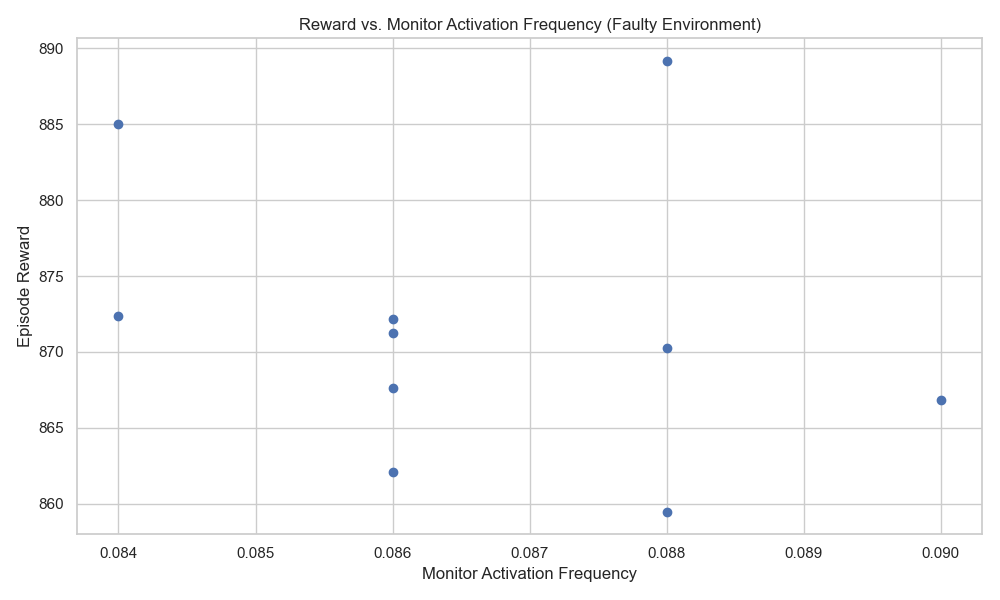 Reward vs. Monitor Activation Frequency (Faulty Environment)
890
885
880
875
870
865
860
Episode Reward
0.084 0.085 0.086 0.087 0.088 0.089 0.090
Monitor Activation Frequency